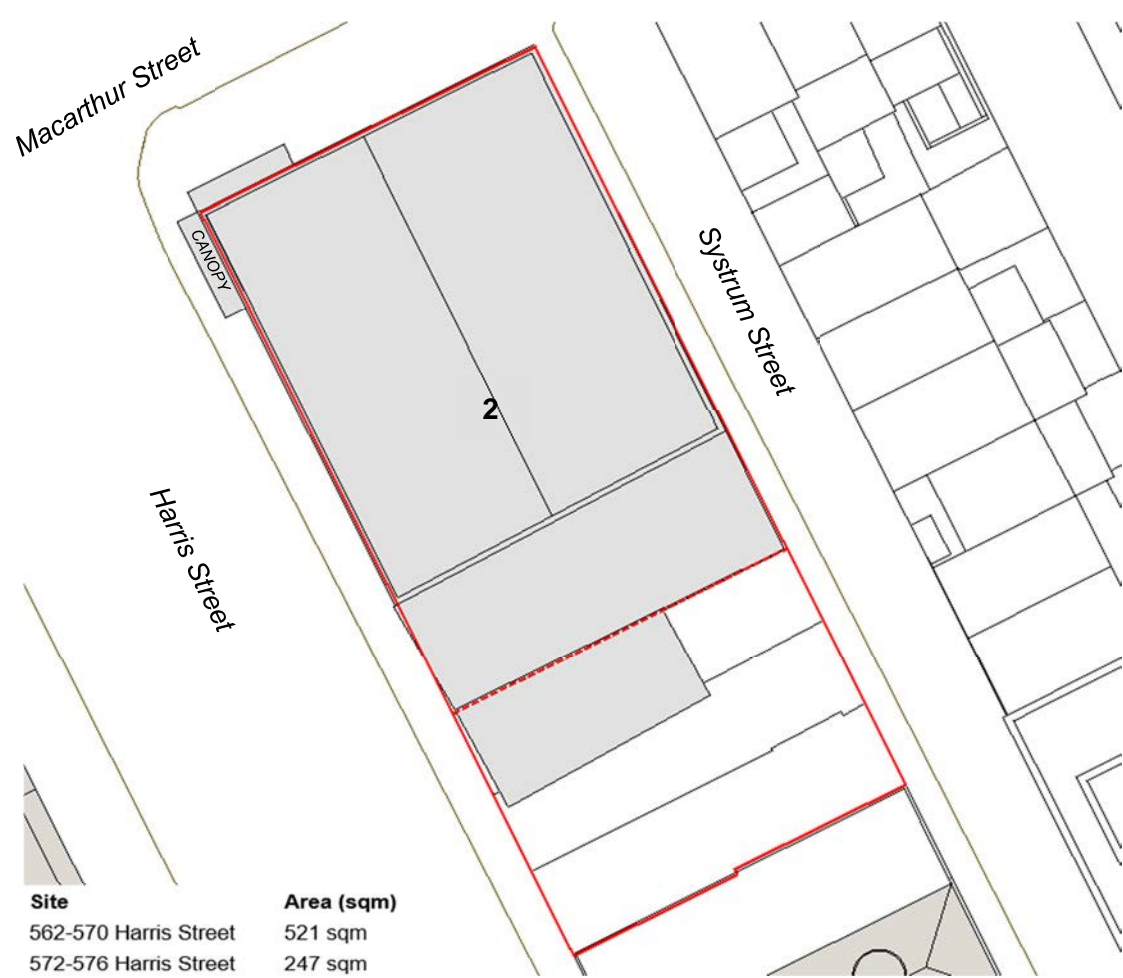 Macarthur Street
CANOPY
Systrum Street
2
Harris Street
Site Area (sqm)
562-570 Harris Street 521 sqm
572-576 Harris Street 247 sqm